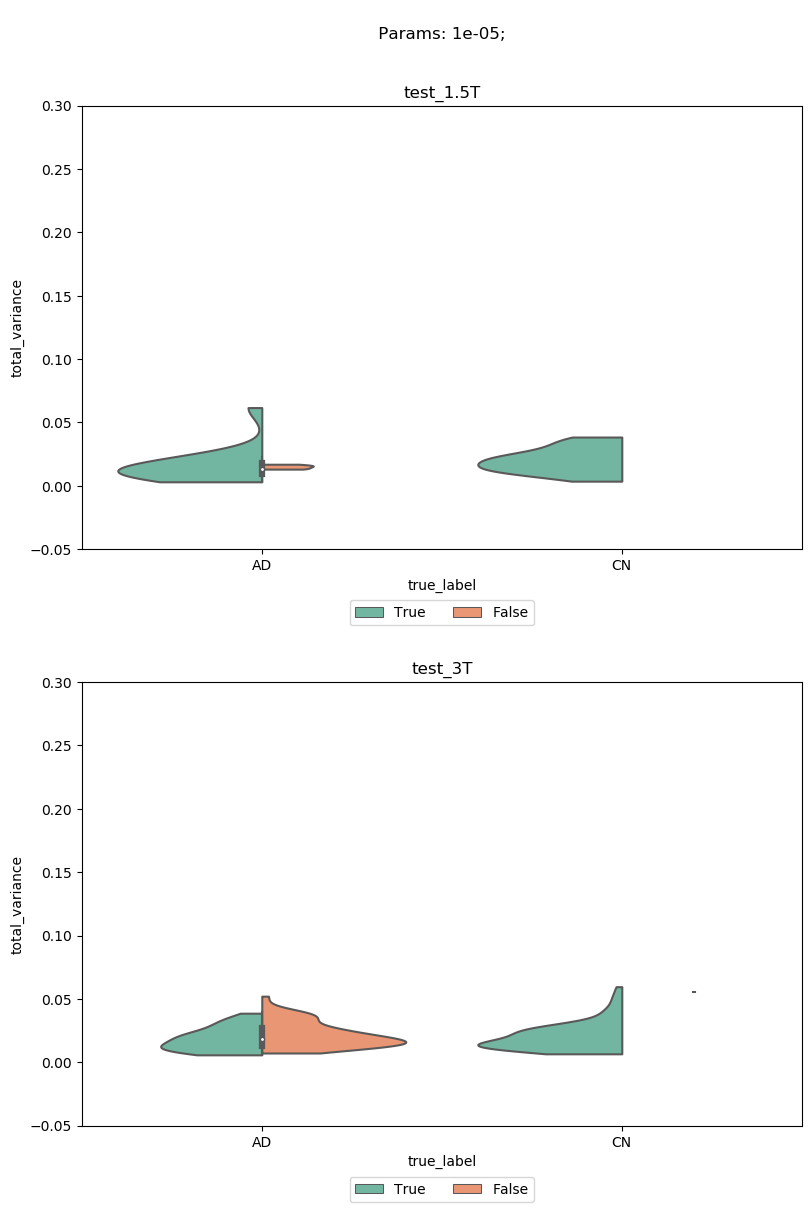 Params: 1e-05;
test_1.5T
0.30
0.25
0.20
0.15
0.10
0.05
0.00
−0.05
total_variance
AD CN
true_label
True False
test_3T
0.30
0.25
0.20
0.15
0.10
0.05
0.00
−0.05
total_variance
AD CN
true_label
True False